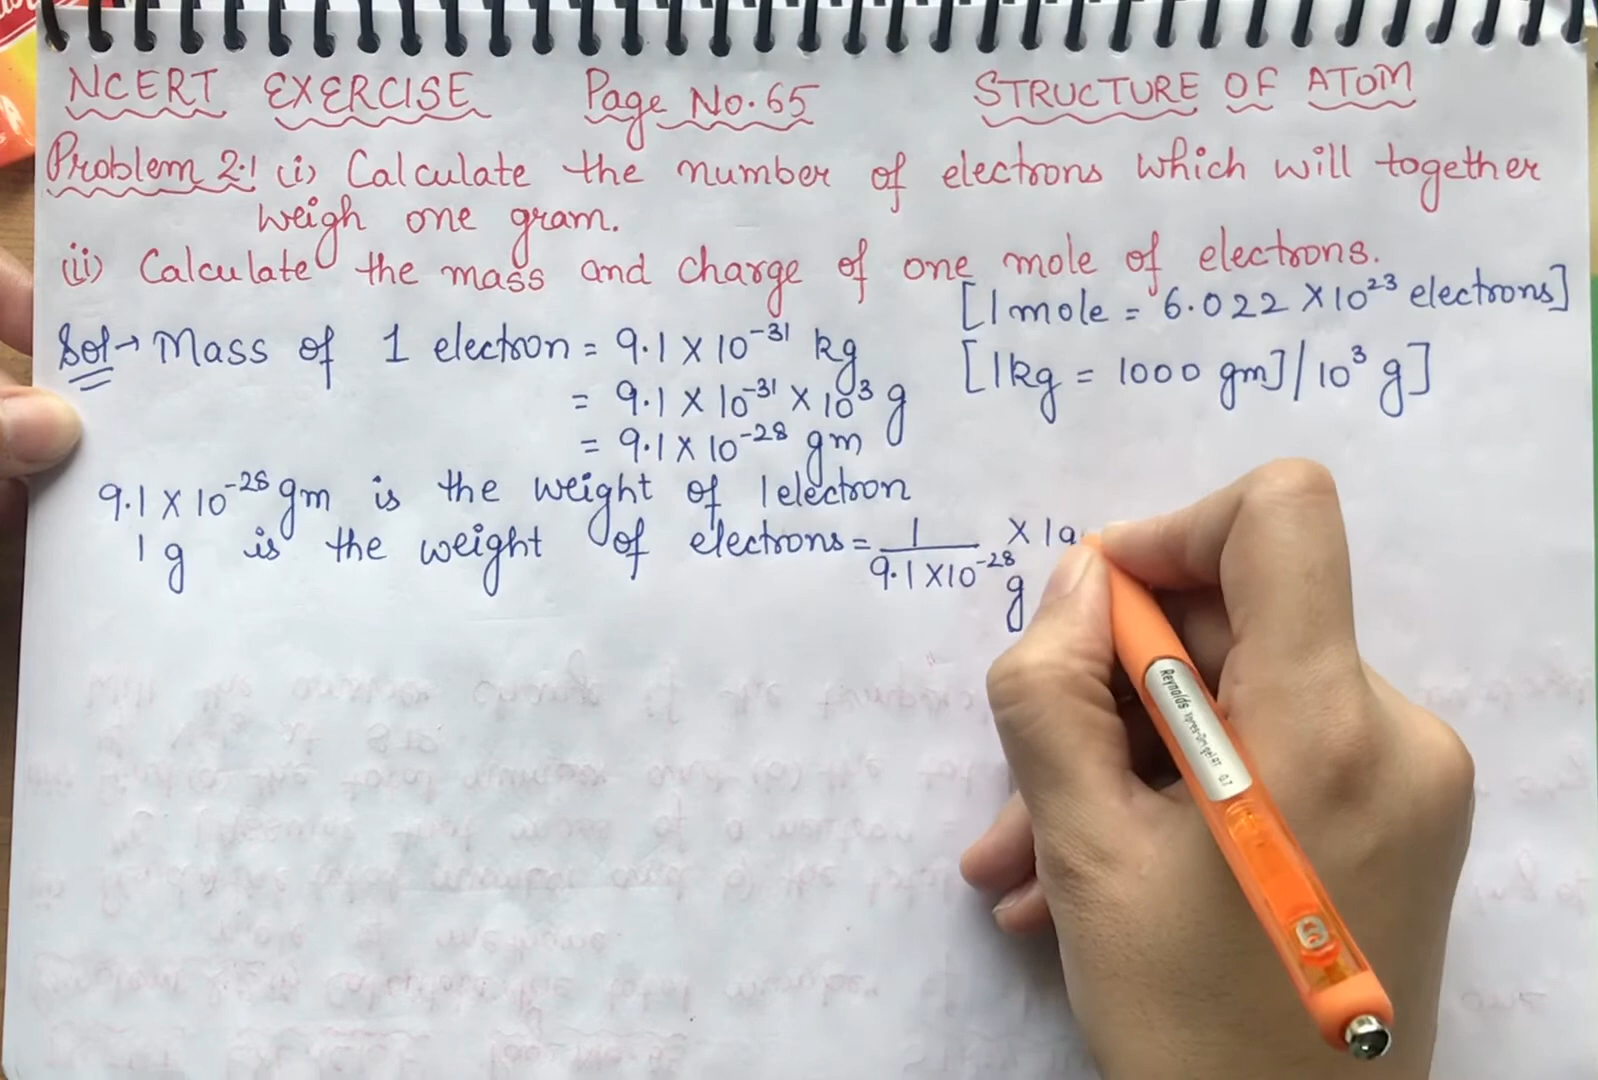 NCERT EXERCISE Page No.65 STRUCTURE OF ATOM
Problem 2.1 (i) Calculate the number of electrons which will together
weigh one gram.
(ii) Calculate the mass and charge of one mole of electrons.
[1 mole = 6.022 × 10²³ electrons]
Sol→ Mass of 1 electron = 9.1 × 10⁻³¹ kg [1kg = 1000 gm]/10³ g]
= 9.1 × 10⁻³¹ × 10³ g
= 9.1 × 10⁻²⁸ gm
9.1 × 10⁻²⁸ gm is the weight of 1 electron
1 g is the weight of electrons = 1 × 1g
9.1 × 10⁻²⁸ g
Reynolds